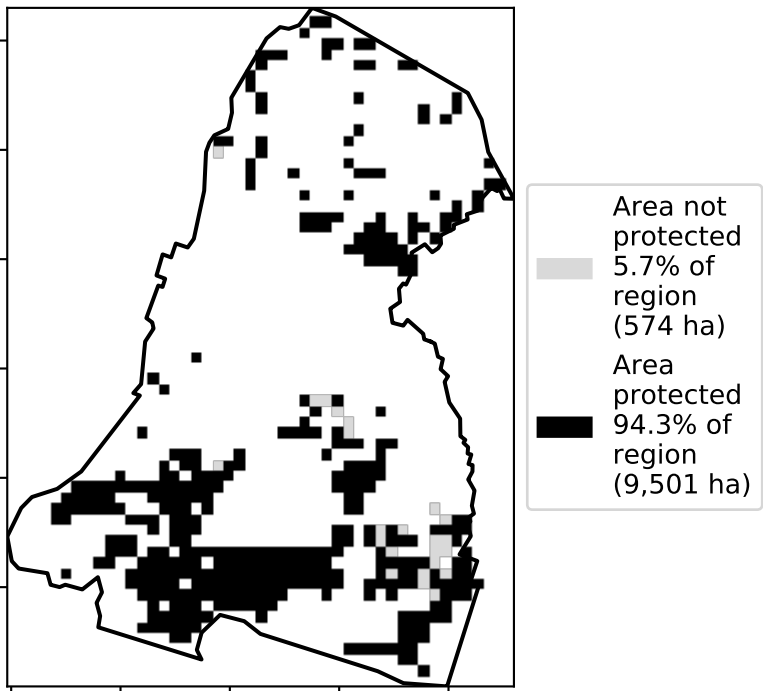 Area not
protected
5.7% of
region
(574 ha)
Area
protected
94.3% of
region
(9,501 ha)